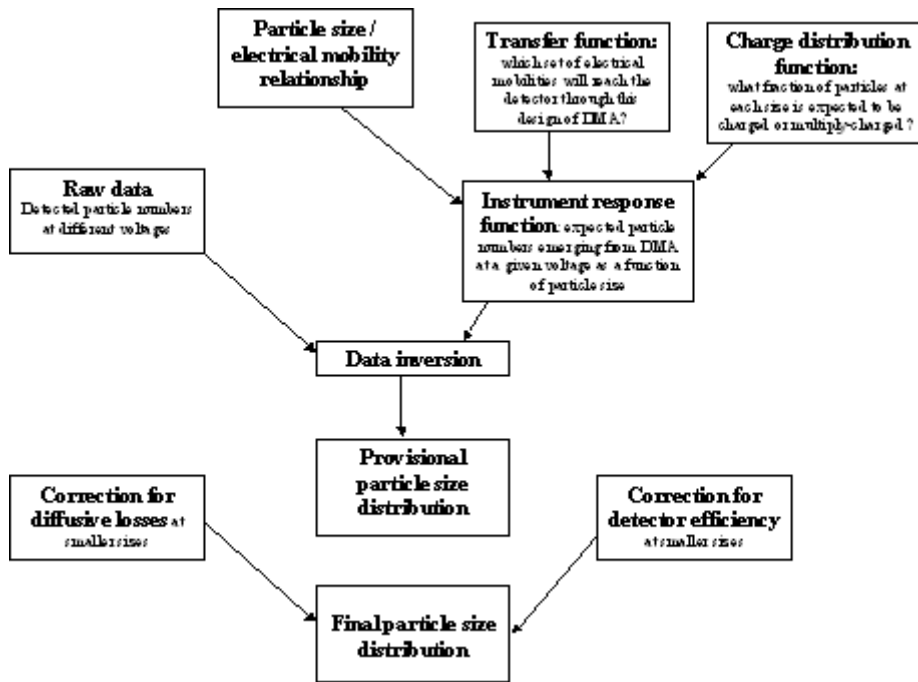 Particle size /
electrical mobility
relationship
Transfer function:
which set of electrical
mobilities will reach the
detector through this
design of DMA?
Charge distribution
function:
what fraction of particles at
each size is expected to be
charged or multiply-charged ?
Raw data
Detected particle numbers
at different voltages
Instrument response
function: expected particle
numbers emerging from DMA
at a given voltage as a function
of particle size
Data inversion
Provisional
particle size
distribution
Correction for
diffusive losses at
smaller sizes
Correction for
detector efficiency
at smaller sizes
Final particle size
distribution